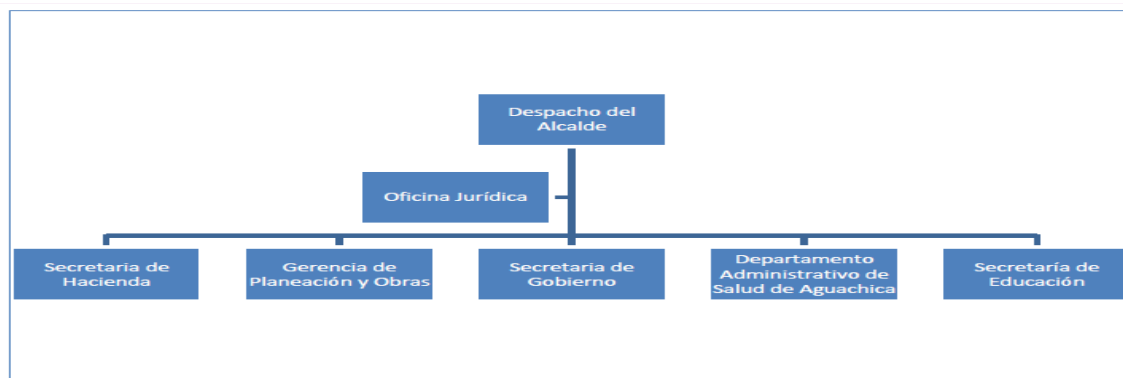 Despacho del
Alcalde
Oficina Jurídica
Secretaria de
Hacienda
Gerencia de
Planeación y Obras
Secretaria de
Gobierno
Departamento
Administrativo de
Salud de Aguachica
Secretaría de
Educación